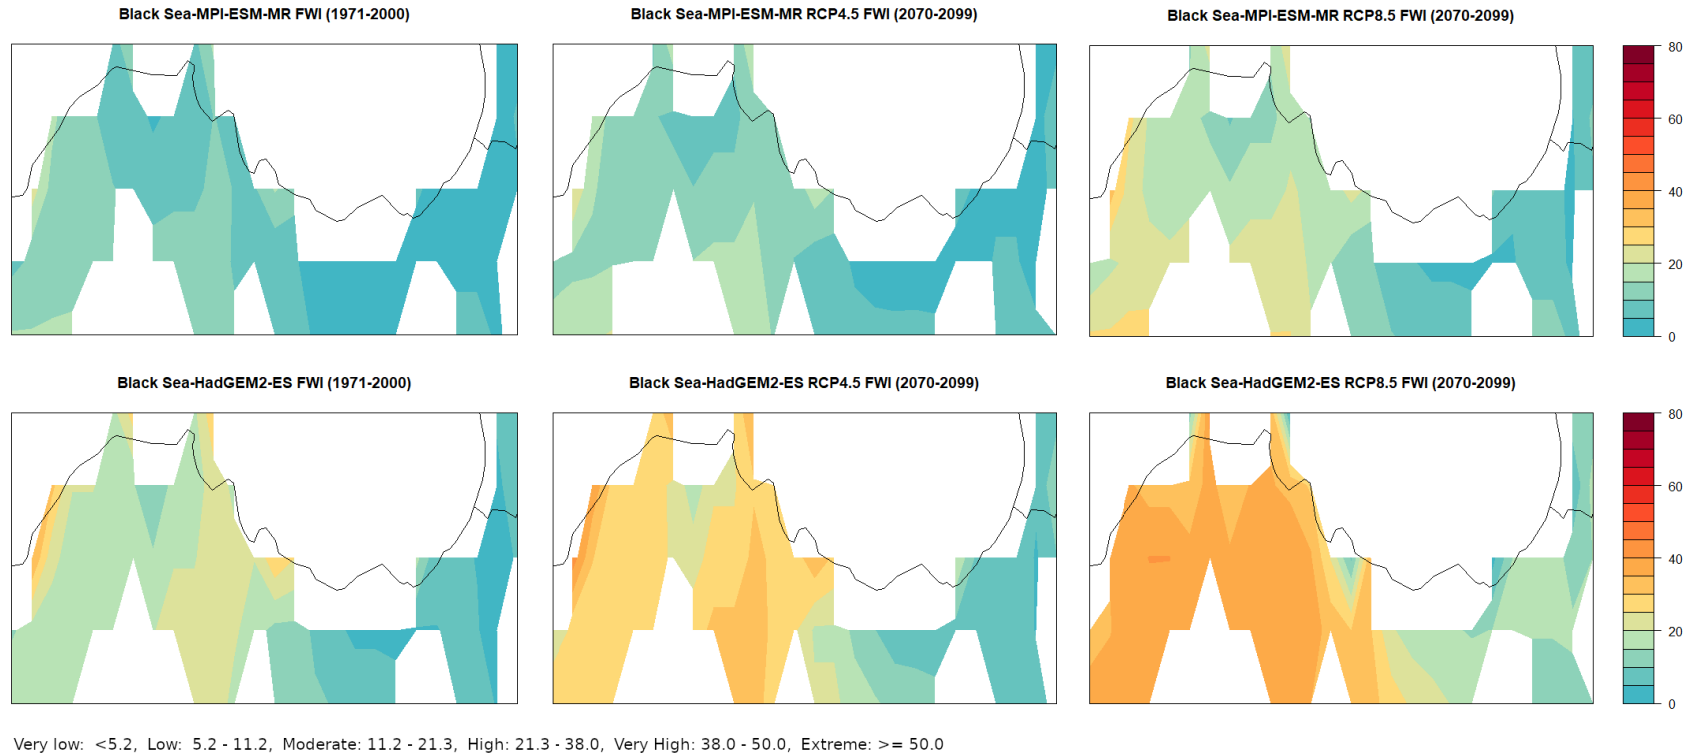 Black Sea-MPI-ESM-MR FWI (1971-2000)
Black Sea-MPI-ESM-MR RCP4.5 FWI (2070-2099)
Black Sea-MPI-ESM-MR RCP8.5 FWI (2070-2099)
80
60
40
20
0
Black Sea-HadGEM2-ES FWI (1971-2000)
Black Sea-HadGEM2-ES RCP4.5 FWI (2070-2099)
Black Sea-HadGEM2-ES RCP8.5 FWI (2070-2099)
80
60
40
20
0
Very low:  <5.2,  Low:  5.2 - 11.2,  Moderate: 11.2 - 21.3,  High: 21.3 - 38.0,  Very High: 38.0 - 50.0,  Extreme: >= 50.0